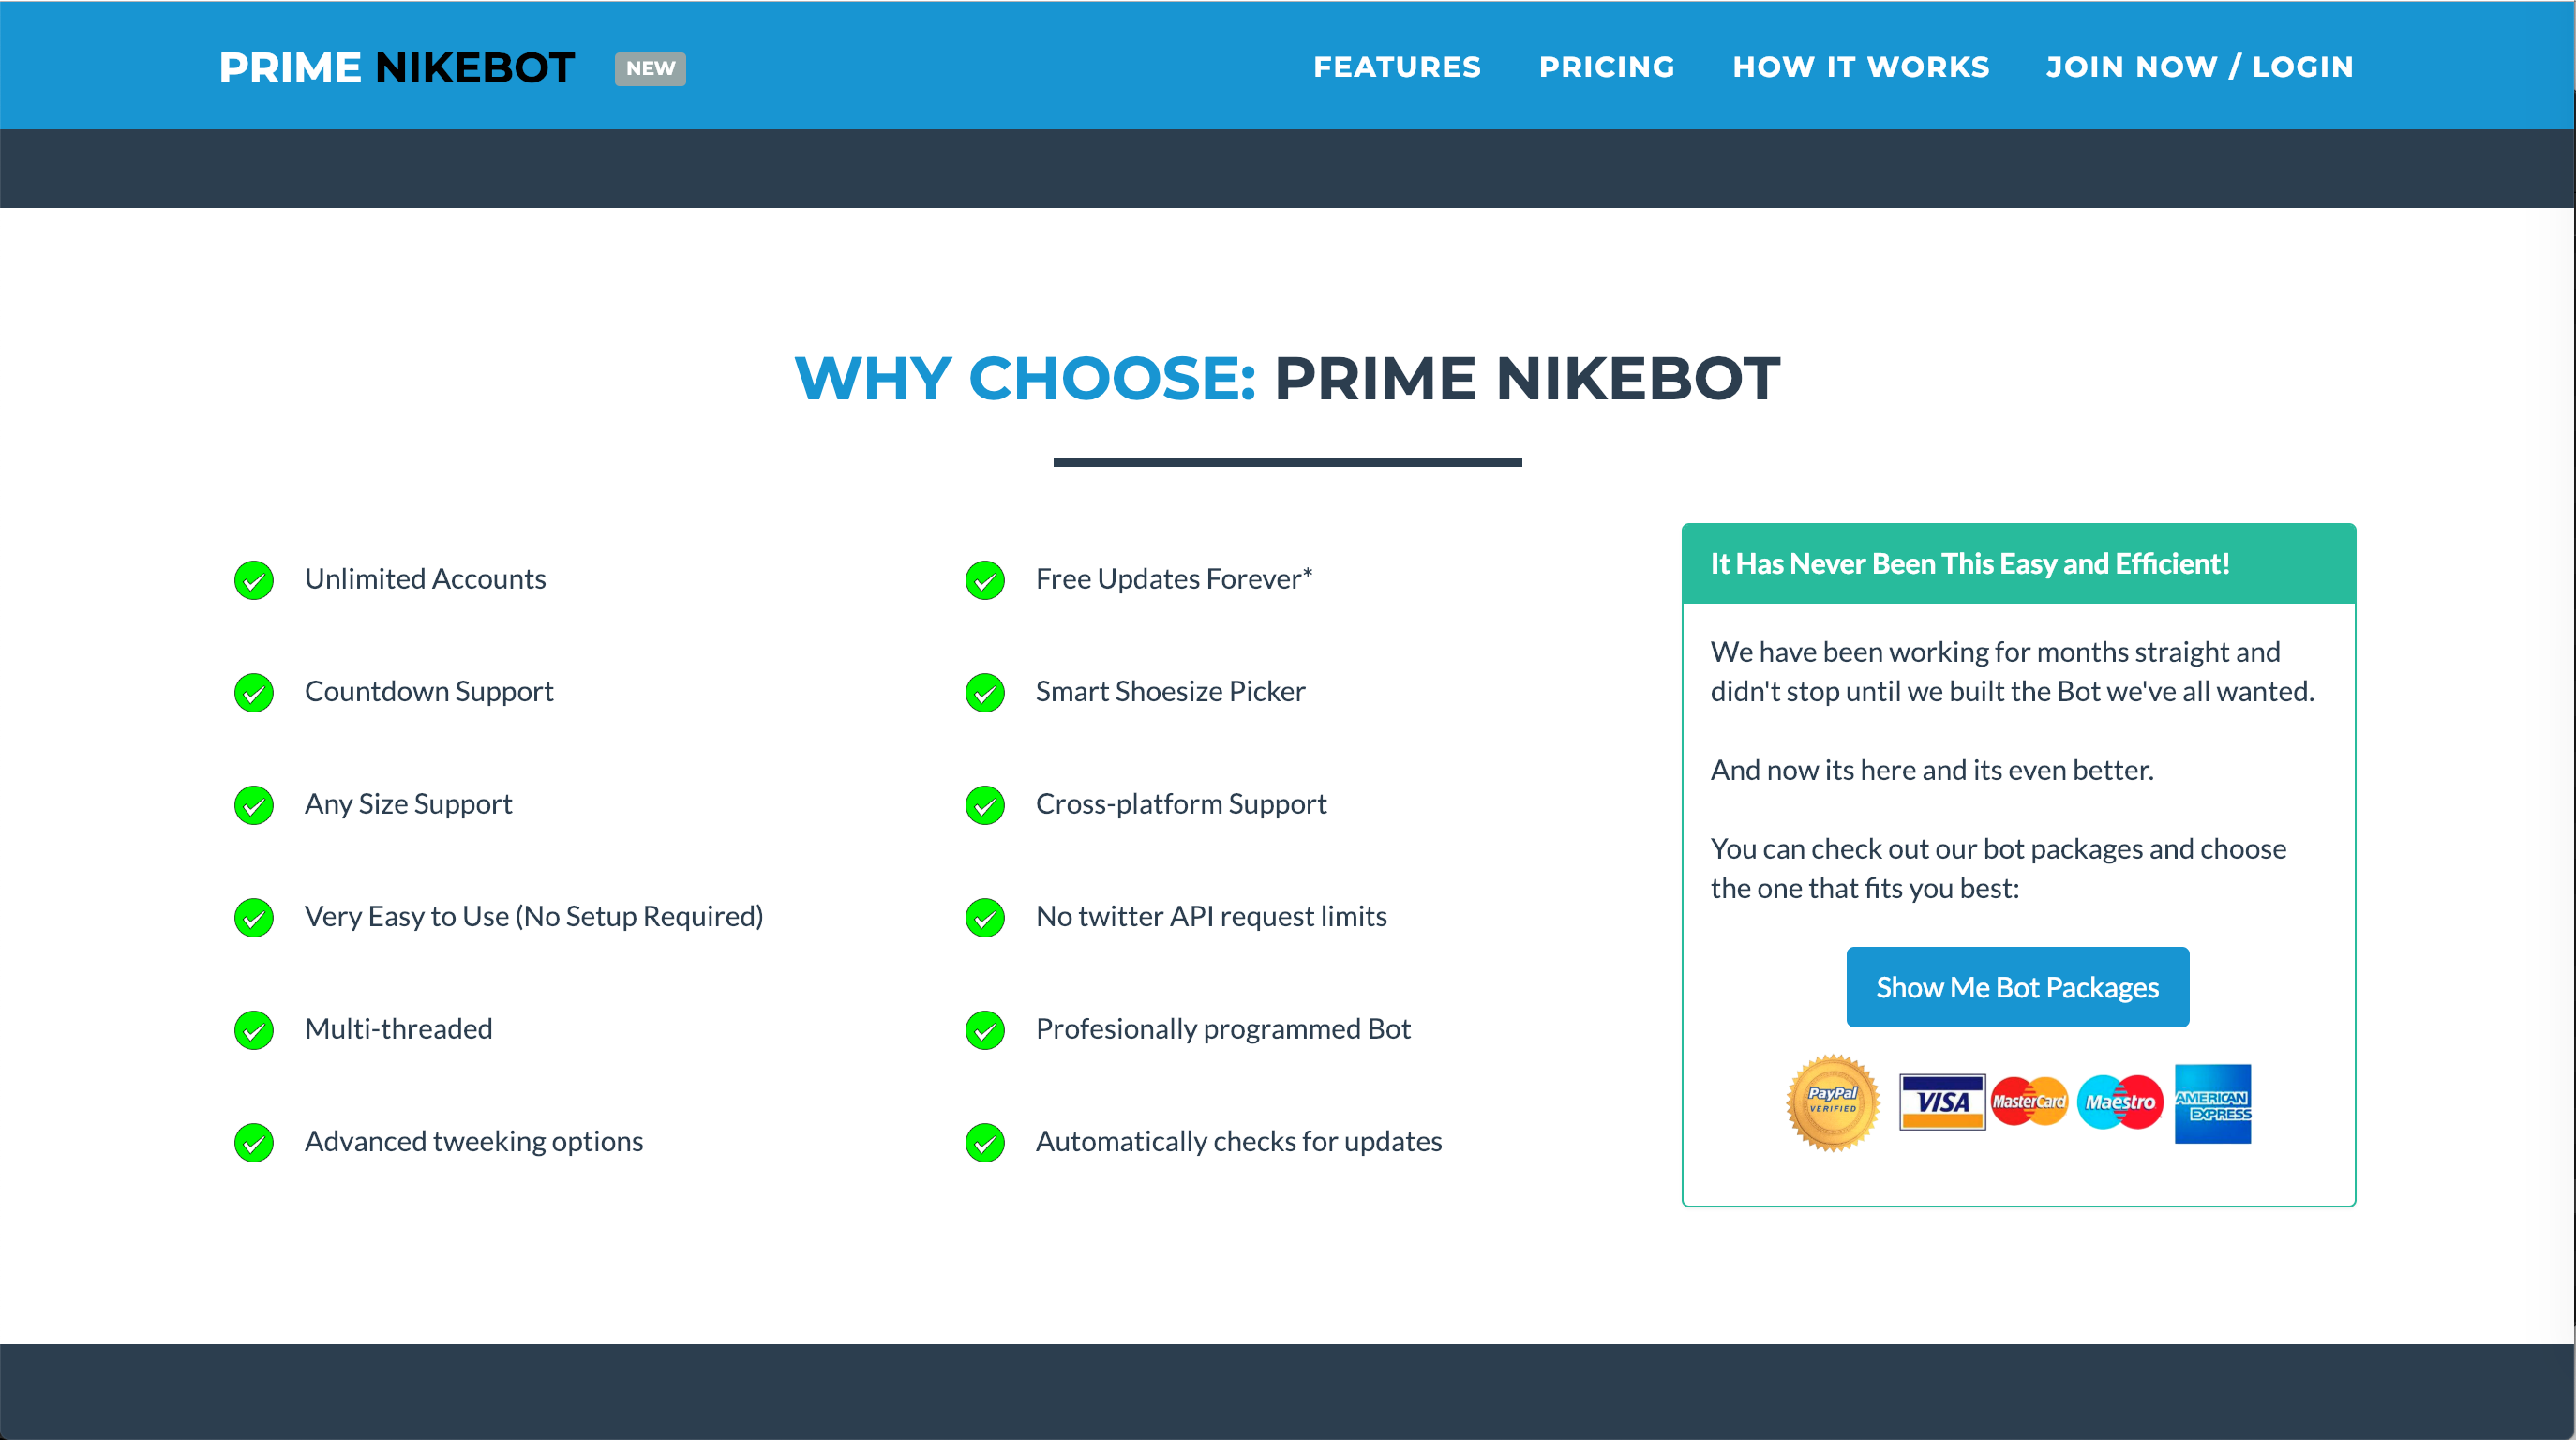 PRIME NIKEBOT NEW FEATURES PRICING HOW IT WORKS JOIN NOW / LOGIN
WHY CHOOSE: PRIME NIKEBOT
Unlimited Accounts
Countdown Support
Any Size Support
Very Easy to Use (No Setup Required)
Multi-threaded
Advanced tweeking options
Free Updates Forever*
Smart Shoesize Picker
Cross-platform Support
No twitter API request limits
Profesionally programmed Bot
Automatically checks for updates
It Has Never Been This Easy and Efficient!
We have been working for months straight and
didn't stop until we built the Bot we've all wanted.
And now its here and its even better.
You can check out our bot packages and choose
the one that fits you best:
Show Me Bot Packages
PayPal
VERIFIED
VISA
MasterCard
Maestro
AMERICAN
EXPRESS